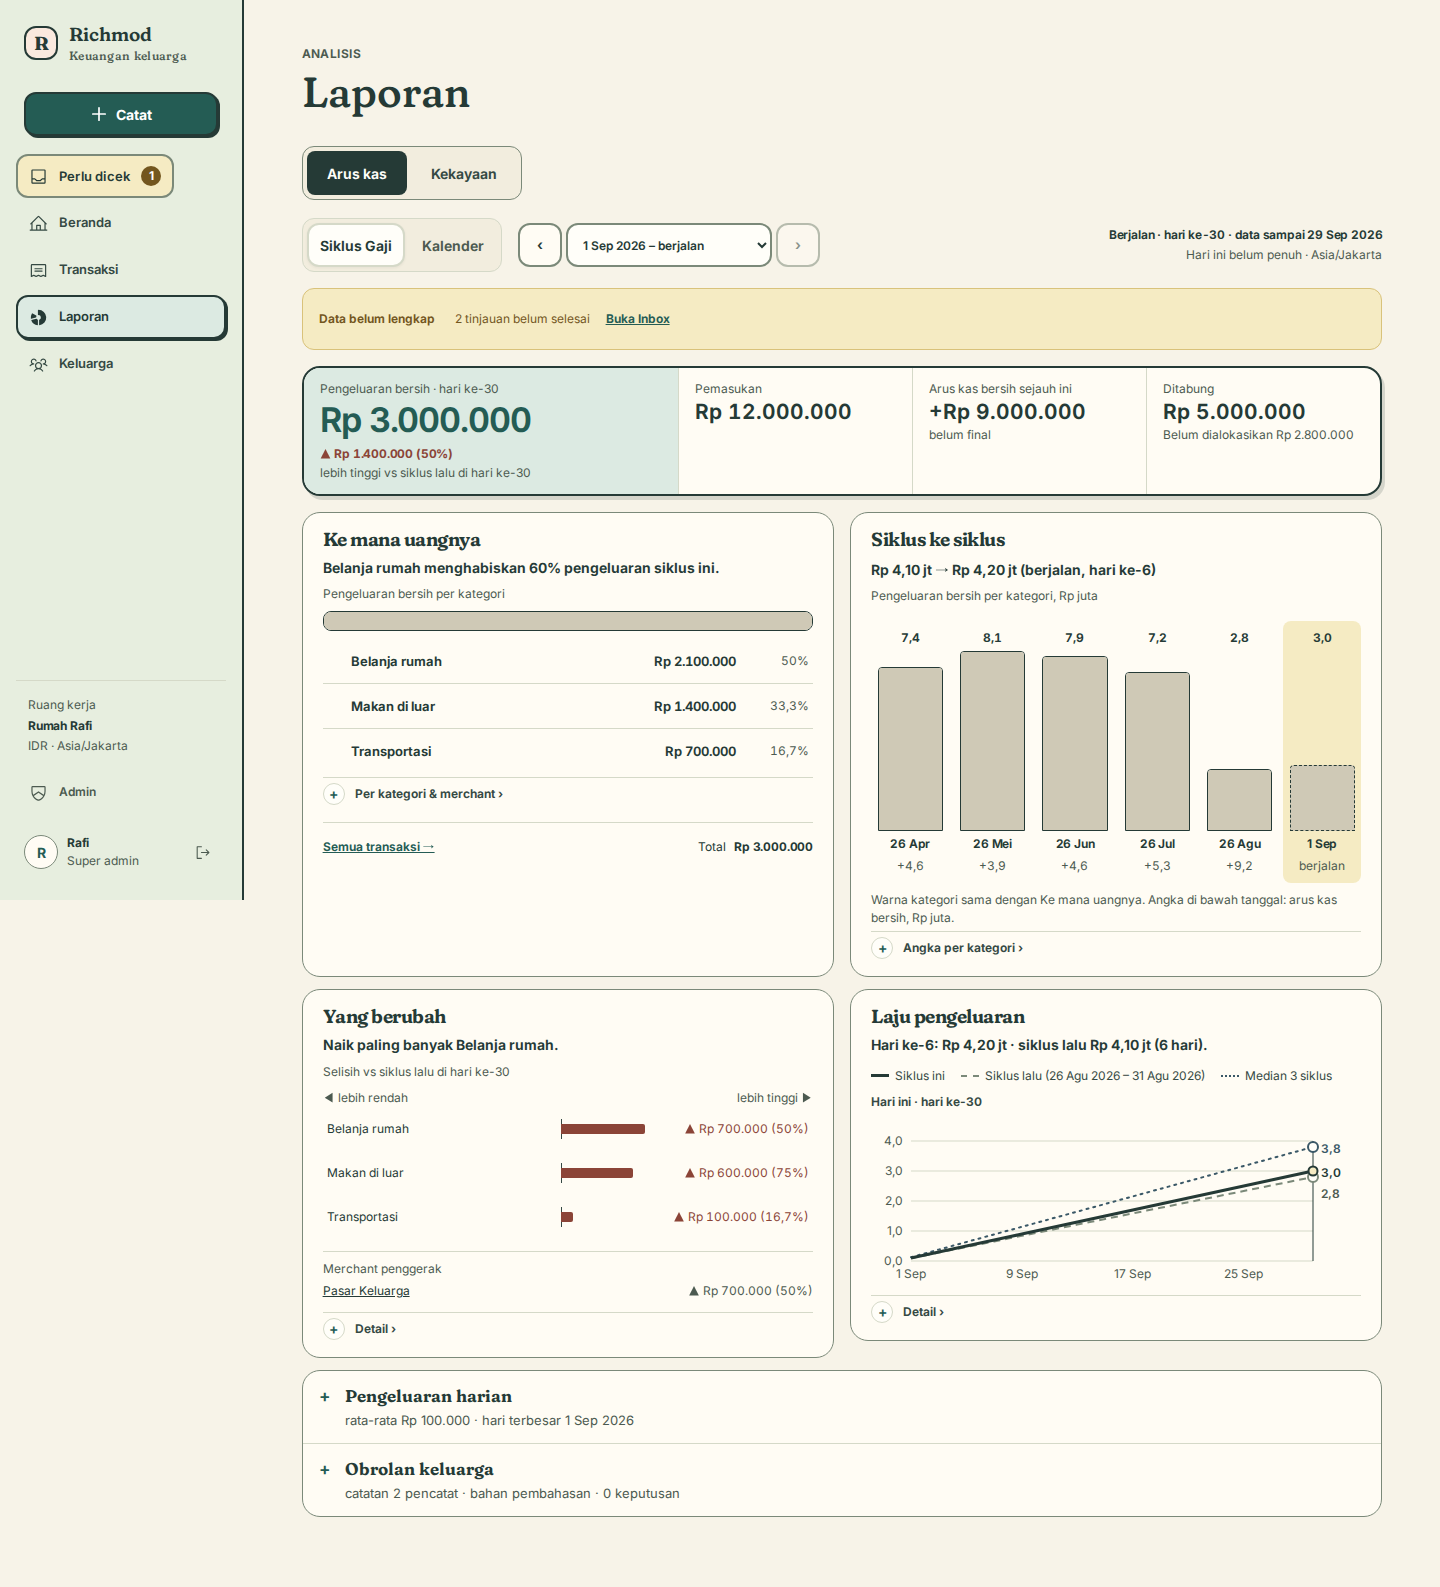 R
Richmod
Keuangan keluarga
+ Catat
Perlu dicek 1
Beranda
Transaksi
Laporan
Keluarga
Ruang kerja
Rumah Rafi
IDR · Asia/Jakarta
Admin
R
Rafi
Super admin
ANALISIS
Laporan
Arus kas Kekayaan
Siklus Gaji Kalender ‹ 1 Sep 2026 – berjalan ›
Berjalan · hari ke-30 · data sampai 29 Sep 2026
Hari ini belum penuh · Asia/Jakarta
Data belum lengkap 2 tinjauan belum selesai Buka Inbox
Pengeluaran bersih · hari ke-30
Rp 3.000.000
▲ Rp 1.400.000 (50%)
lebih tinggi vs siklus lalu di hari ke-30
Pemasukan
Rp 12.000.000
Arus kas bersih sejauh ini
+Rp 9.000.000
belum final
Ditabung
Rp 5.000.000
Belum dialokasikan Rp 2.800.000
Ke mana uangnya
Belanja rumah menghabiskan 60% pengeluaran siklus ini.
Pengeluaran bersih per kategori
Belanja rumah Rp 2.100.000 50%
Makan di luar Rp 1.400.000 33,3%
Transportasi Rp 700.000 16,7%
+ Per kategori & merchant ›
Semua transaksi → Total Rp 3.000.000
Siklus ke siklus
Rp 4,10 jt → Rp 4,20 jt (berjalan, hari ke-6)
Pengeluaran bersih per kategori, Rp juta
7,4 8,1 7,9 7,2 2,8 3,0
26 Apr 26 Mei 26 Jun 26 Jul 26 Agu 1 Sep
+4,6 +3,9 +4,6 +5,3 +9,2 berjalan
Warna kategori sama dengan Ke mana uangnya. Angka di bawah tanggal: arus kas
bersih, Rp juta.
+ Angka per kategori ›
Yang berubah
Naik paling banyak Belanja rumah.
Selisih vs siklus lalu di hari ke-30
◀ lebih rendah lebih tinggi ▶
Belanja rumah ▲ Rp 700.000 (50%)
Makan di luar ▲ Rp 600.000 (75%)
Transportasi ▲ Rp 100.000 (16,7%)
Merchant penggerak
Pasar Keluarga ▲ Rp 700.000 (50%)
+ Detail ›
Laju pengeluaran
Hari ke-6: Rp 4,20 jt · siklus lalu Rp 4,10 jt (6 hari).
Siklus ini Siklus lalu (26 Agu 2026 – 31 Agu 2026) Median 3 siklus
Hari ini · hari ke-30
4,0 3,8
3,0 3,0
2,0 2,8
1,0
0,0
1 Sep 9 Sep 17 Sep 25 Sep
+ Detail ›
+ Pengeluaran harian
rata-rata Rp 100.000 · hari terbesar 1 Sep 2026
+ Obrolan keluarga
catatan 2 pencatat · bahan pembahasan · 0 keputusan